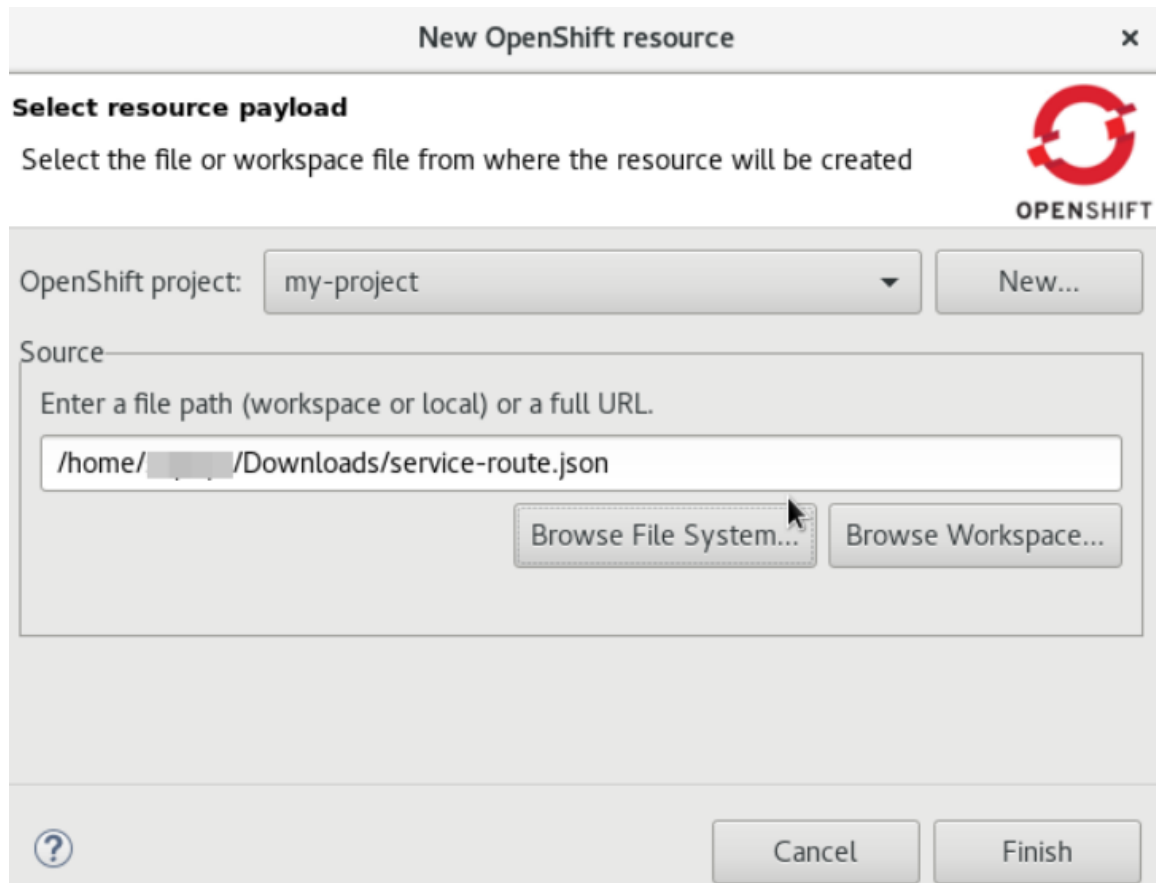 New OpenShift resource ×
Select resource payload
Select the file or workspace file from where the resource will be created
OPENSHIFT
OpenShift project: my-project New...
Source
Enter a file path (workspace or local) or a full URL.
/home/ /Downloads/service-route.json
Browse File System... Browse Workspace...
? Cancel Finish